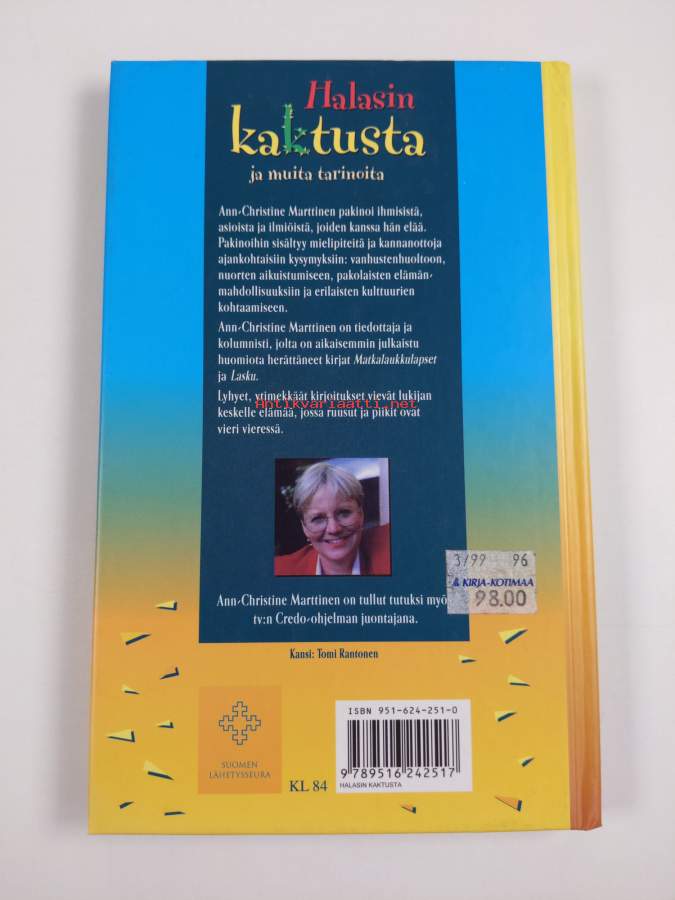 Halasin
kaktusta
ja muita tarinoita
Ann-Christine Marttinen pakinoi ihmisistä,
asioista ja ilmiöistä, joiden kanssa hän elää.
Pakinoihin sisältyy mielipiteitä ja kannanottoja
ajankohtaisiin kysymyksiin: vanhustenhuoltoon,
nuorten aikuistumiseen, pakolaisten elämän-
mahdollisuuksiin ja erilaisten kulttuurien
kohtaamiseen.
Ann-Christine Marttinen on tiedottaja ja
kolumnisti, jolta on aikaisemmin julkaistu
huomiota herättäneet kirjat Matkalaukkulapset
ja Lasku.
Lyhyet, ytimekkäät kirjoitukset vievät lukijan
Antikvariaatti.net
keskelle elämää, jossa ruusut ja piikit ovat
vieri vieressä.
3/99 96
& KIRJA-KOTIMAA
98.00
Ann-Christine Marttinen on tullut tutuksi myö
tv:n Credo-ohjelman juontajana.
Kansi: Tomi Rantonen
SUOMEN
LÄHETYSSEURA
KL 84
ISBN 951-624-251-0
9 789516 242517
HALASIN KAKTUSTA